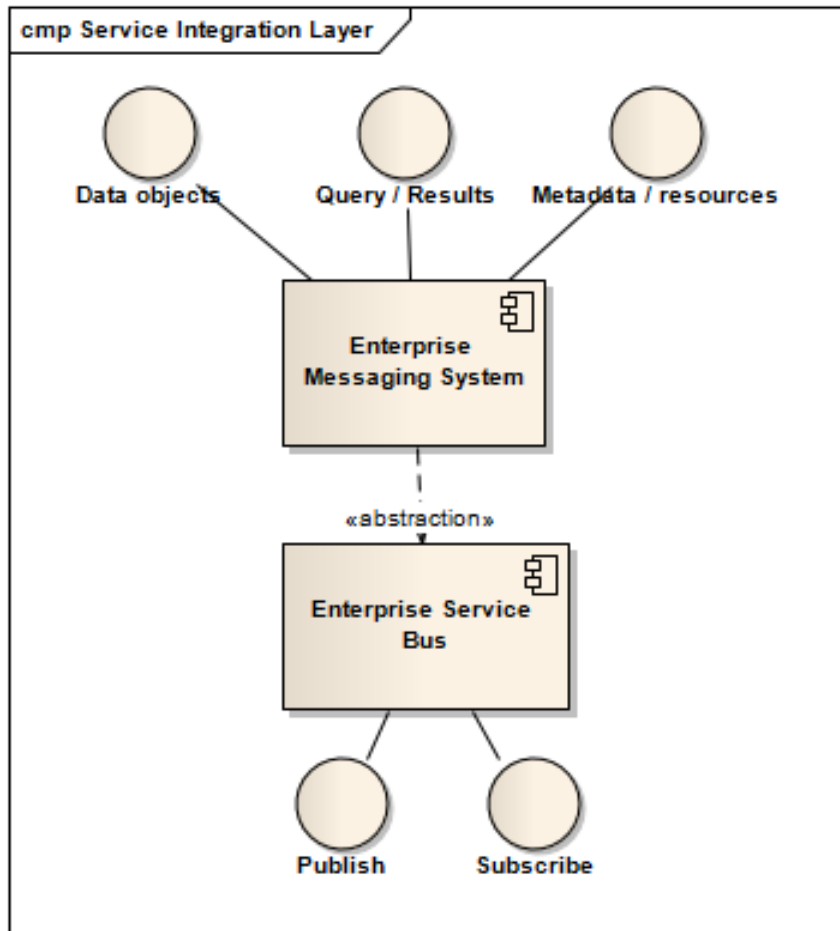 cmp Service Integration Layer
Data objects
Query / Results
Metadata / resources
Enterprise
Messaging System
«abstraction»
Enterprise Service
Bus
Publish
Subscribe